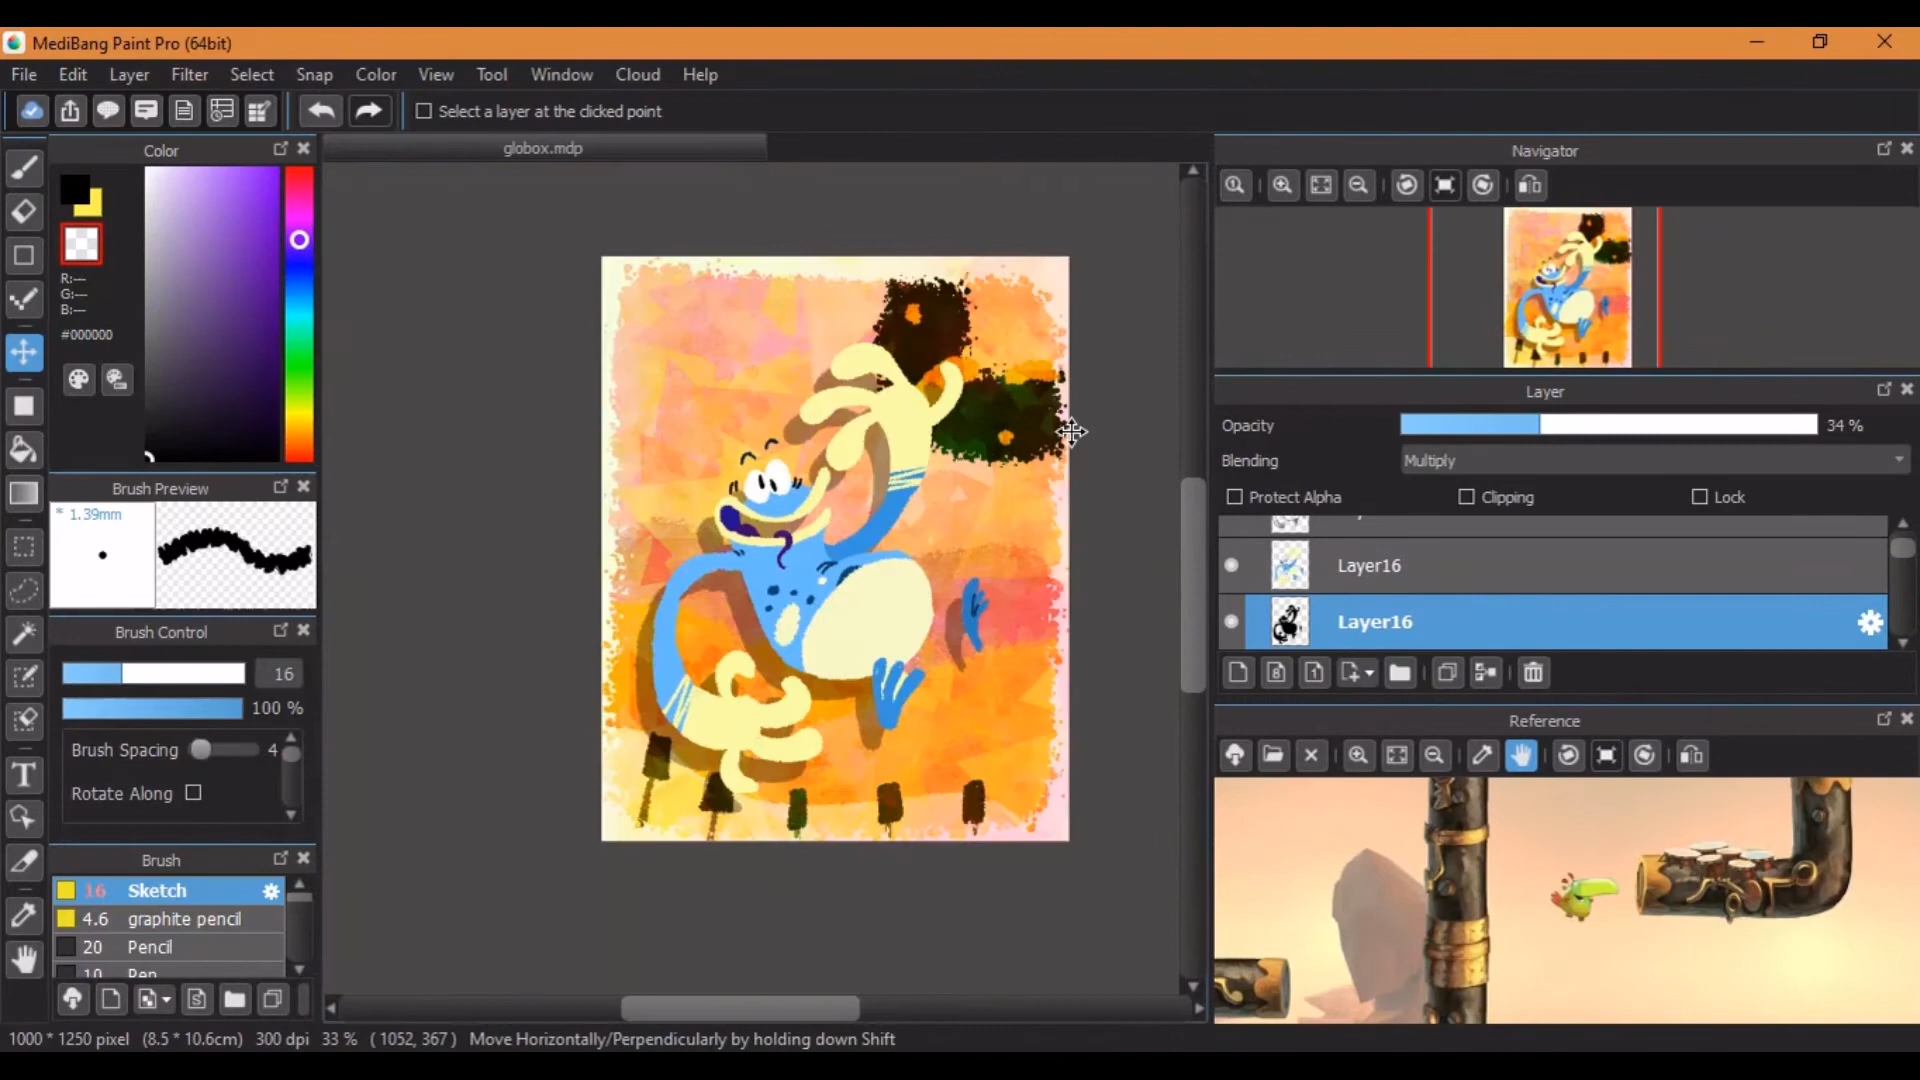 MediBang Paint Pro (64bit)
File Edit Layer Filter Select Snap Color View Tool Window Cloud Help
Select a layer at the clicked point
Color
R:---
G:---
B:---
#000000
Brush Preview
* 1.39mm
Brush Control
16
100 %
Brush Spacing 4
Rotate Along
Brush
16 Sketch
4.6 graphite pencil
20 Pencil
10 Pen
globox.mdp
Navigator
Layer
Opacity 34 %
Blending Multiply
Protect Alpha Clipping Lock
Layer16
Layer16
Reference
1000 * 1250 pixel (8.5 * 10.6cm) 300 dpi 33 % ( 1052, 367 ) Move Horizontally/Perpendicularly by holding down Shift